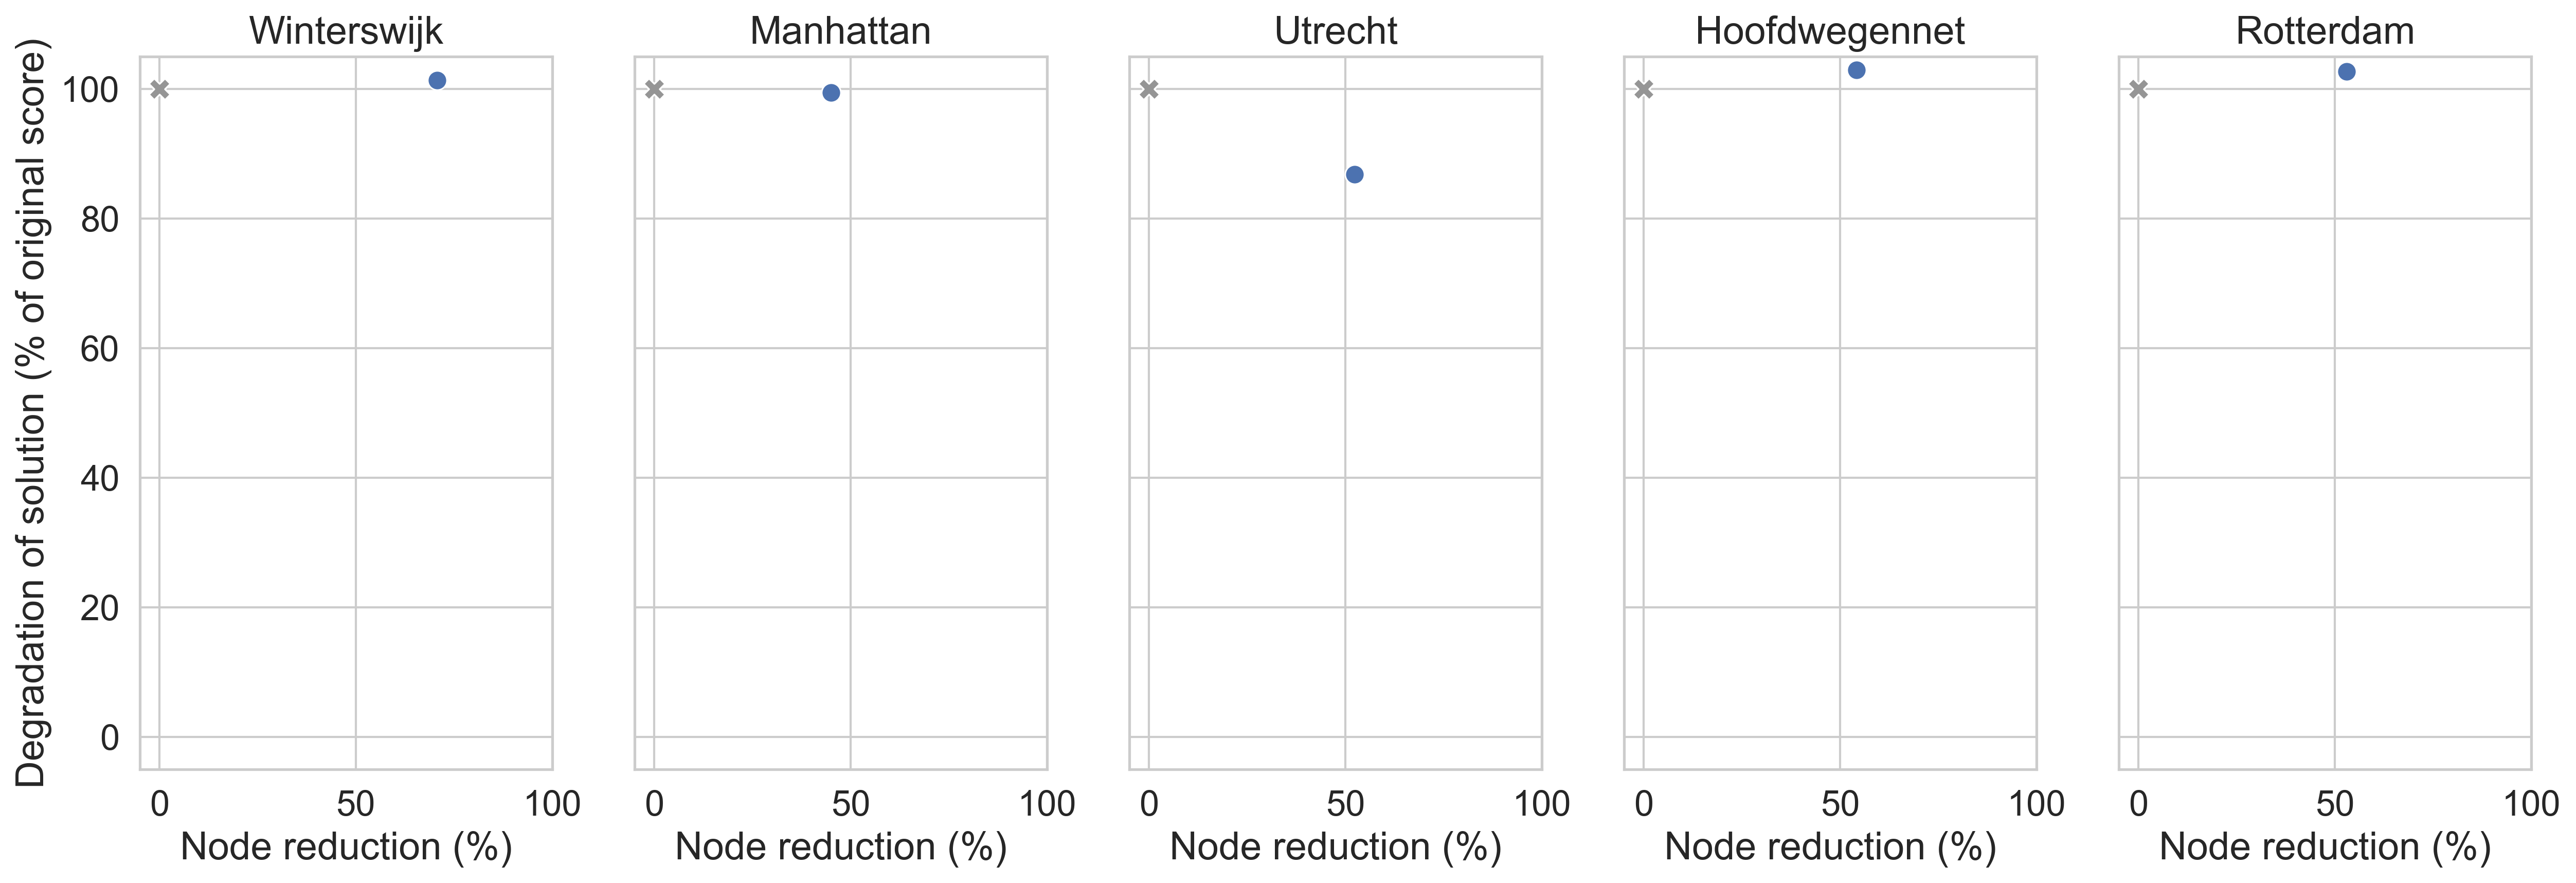 Winterswijk
Manhattan
Utrecht
Hoofdwegennet
Rotterdam
Degradation of solution (% of original score)
100
80
60
40
20
0
0 50 100
0 50 100
0 50 100
0 50 100
0 50 100
Node reduction (%)
Node reduction (%)
Node reduction (%)
Node reduction (%)
Node reduction (%)